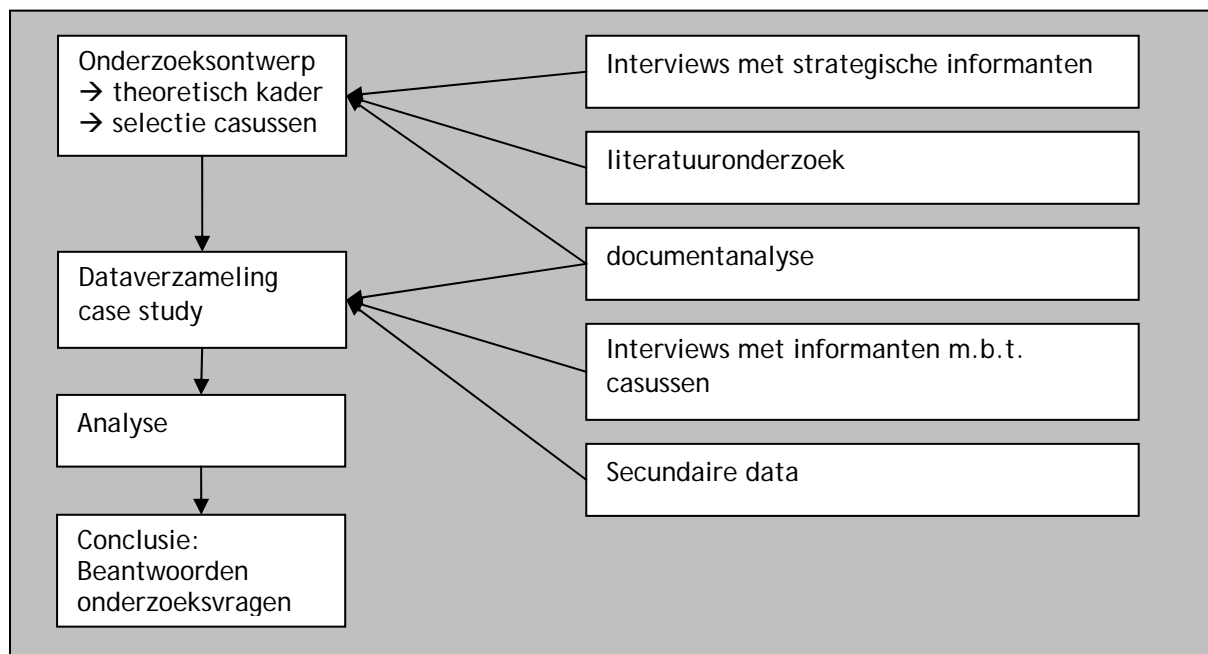 Onderzoeksontwerp
→ theoretisch kader
→ selectie casussen
Dataverzameling
case study
Analyse
Conclusie:
Beantwoorden
onderzoeksvragen
Interviews met strategische informanten
literatuuronderzoek
documentanalyse
Interviews met informanten m.b.t.
casussen
Secundaire data